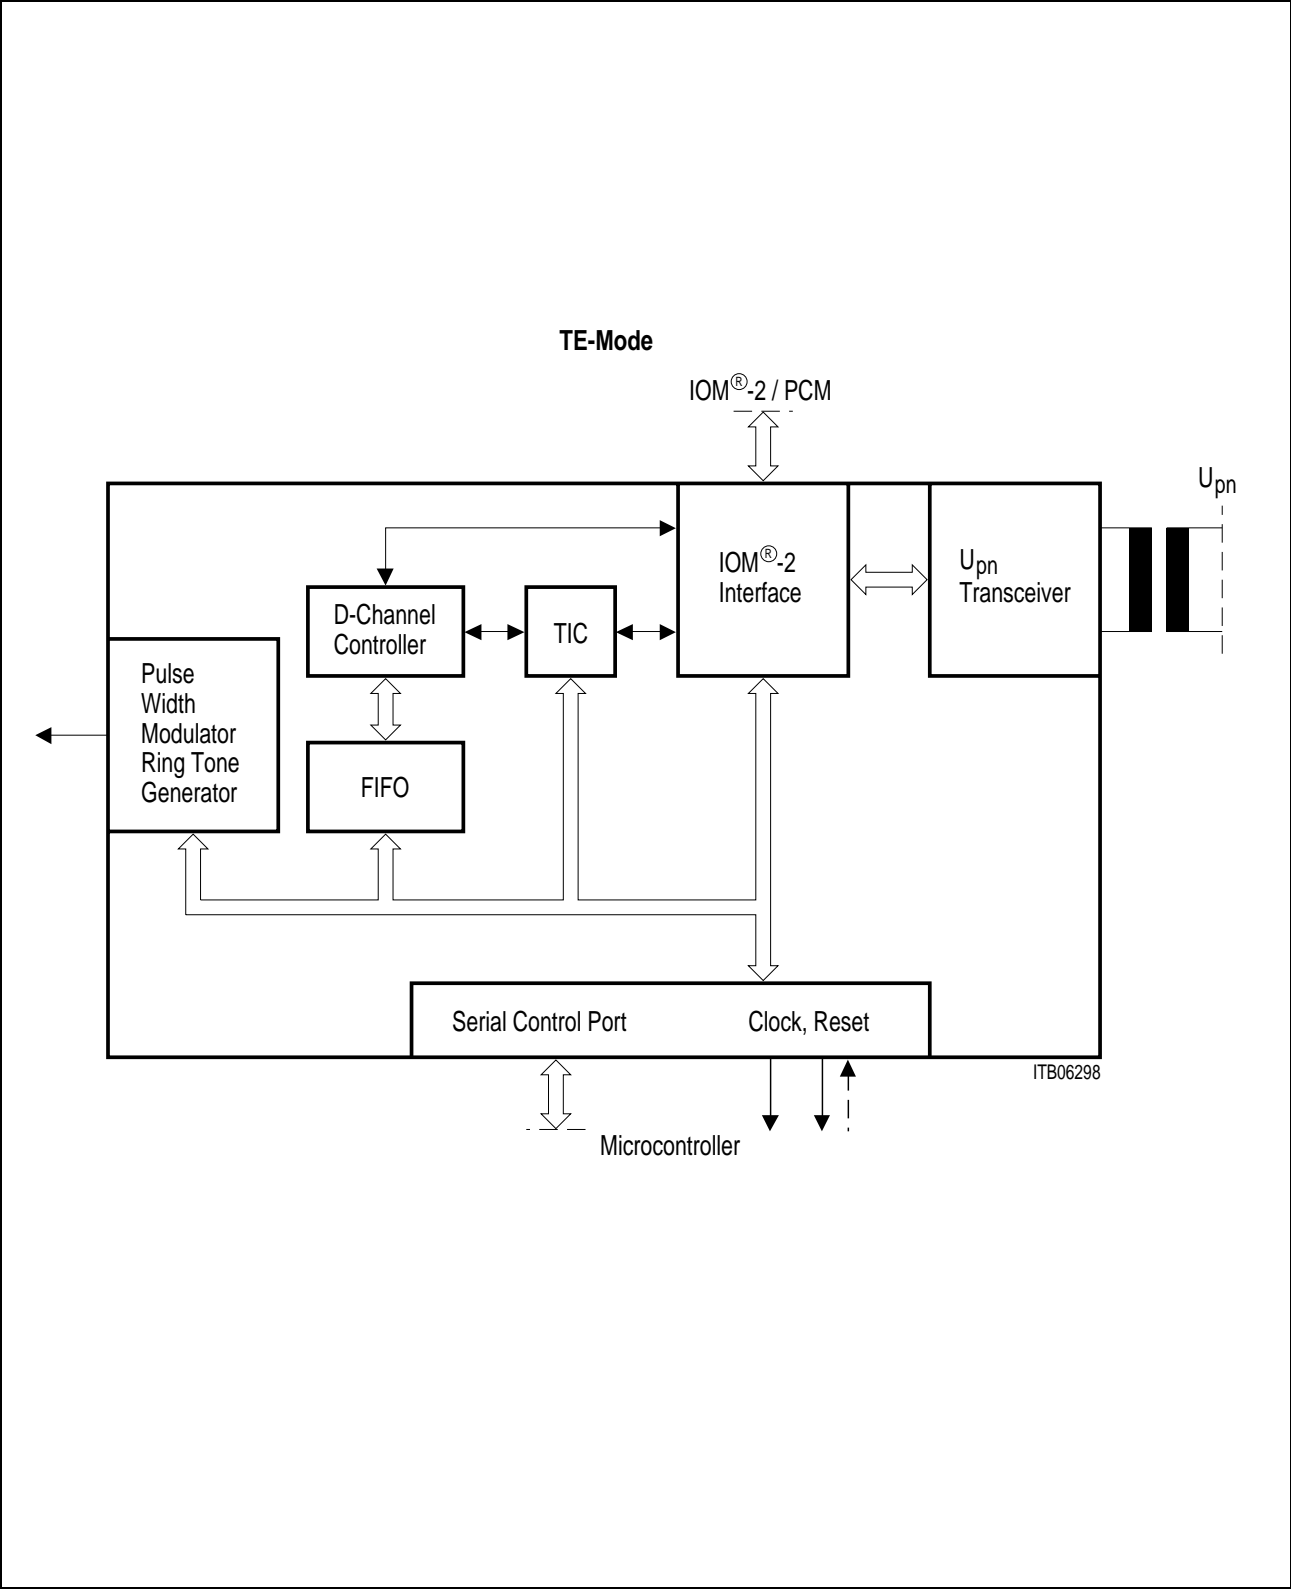 TE-Mode
IOM®-2 / PCM
Upn
IOM®-2
Interface
Upn
Transceiver
D-Channel
Controller
TIC
Pulse
Width
Modulator
Ring Tone
Generator
FIFO
Serial Control Port
Clock, Reset
ITB06298
Microcontroller